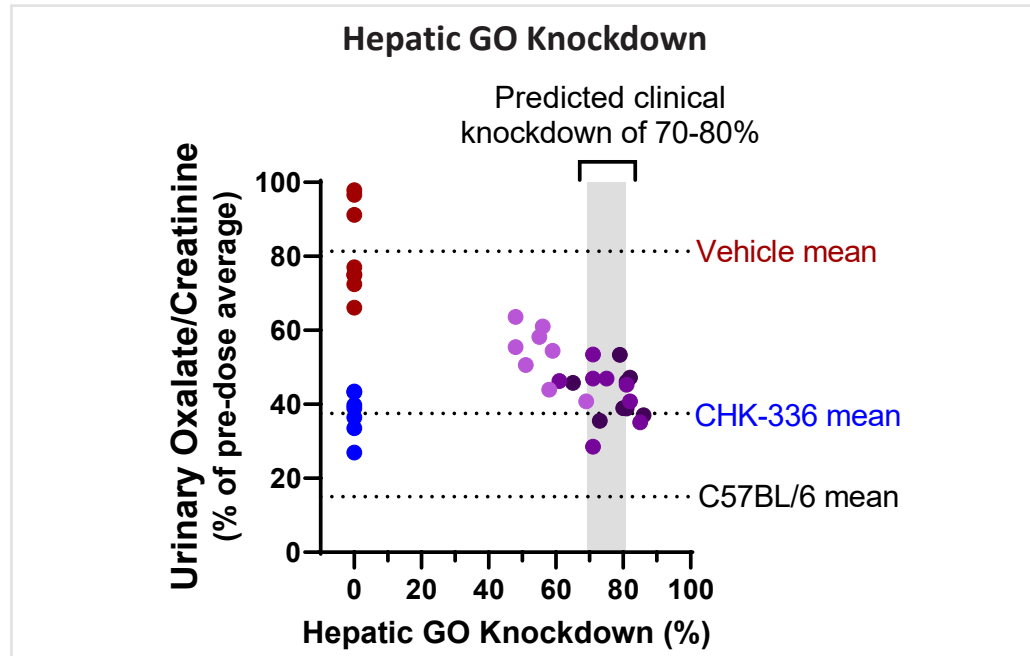 Hepatic GO Knockdown
Predicted clinical
knockdown of 70-80%
Urinary Oxalate/Creatinine
(% of pre-dose average)
100
80
60
40
20
0
Vehicle mean
CHK-336 mean
C57BL/6 mean
0 20 40 60 80 100
Hepatic GO Knockdown (%)